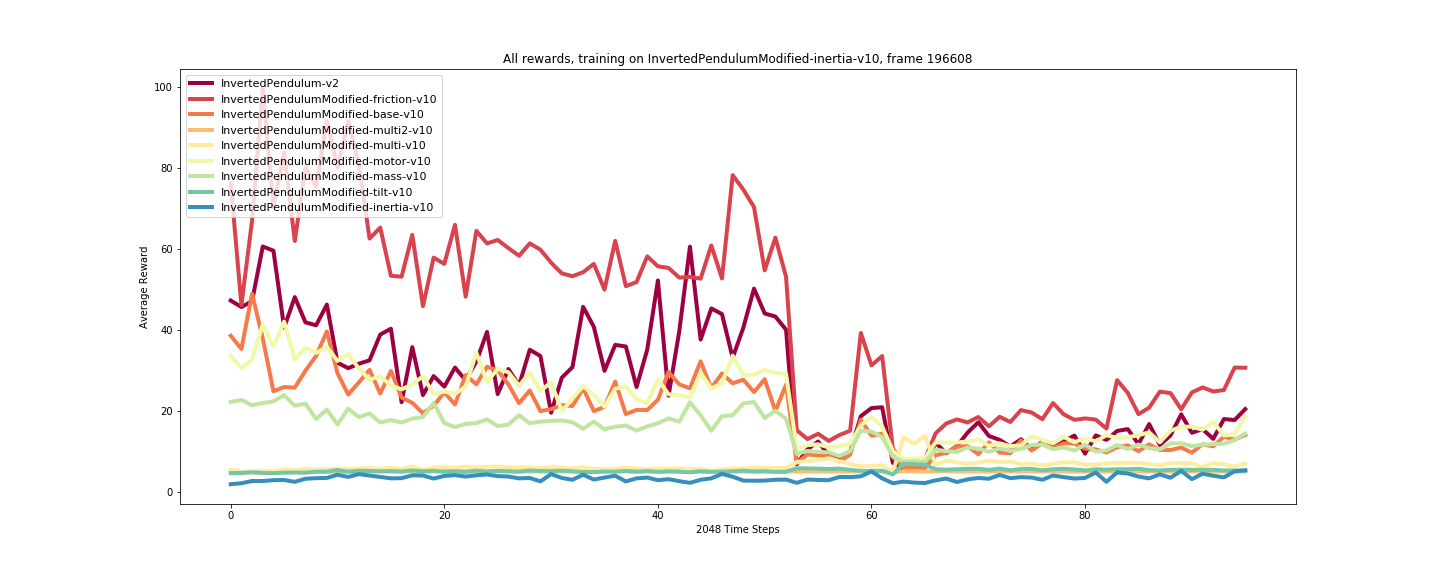 All rewards, training on InvertedPendulumModified-inertia-v10, frame 196608
InvertedPendulum-v2
InvertedPendulumModified-friction-v10
InvertedPendulumModified-base-v10
InvertedPendulumModified-multi2-v10
InvertedPendulumModified-multi-v10
InvertedPendulumModified-motor-v10
InvertedPendulumModified-mass-v10
InvertedPendulumModified-tilt-v10
InvertedPendulumModified-inertia-v10
100
80
60
40
20
0
Average Reward
0 20 40 60 80
2048 Time Steps